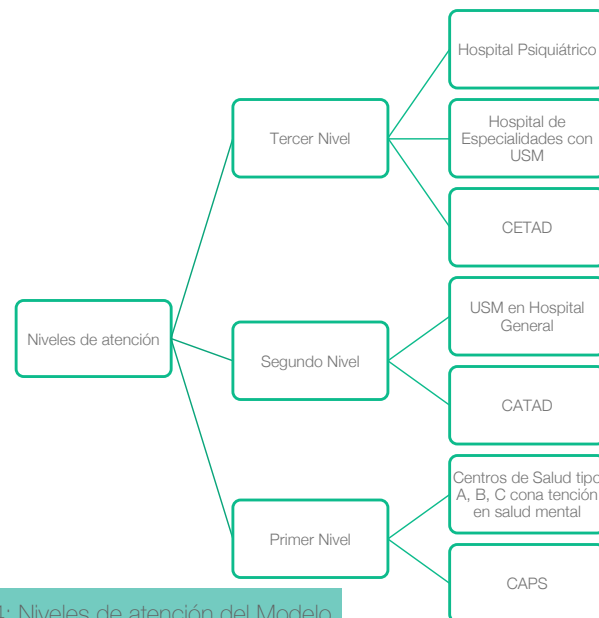 Hospital Psiquiátrico
Tercer Nivel
Hospital de
Especialidades con
USM
CETAD
Niveles de atención
Segundo Nivel
USM en Hospital
General
CATAD
Primer Nivel
Centros de Salud tipo
A, B, C cona tención
en salud mental
CAPS
4: Niveles de atención del Modelo